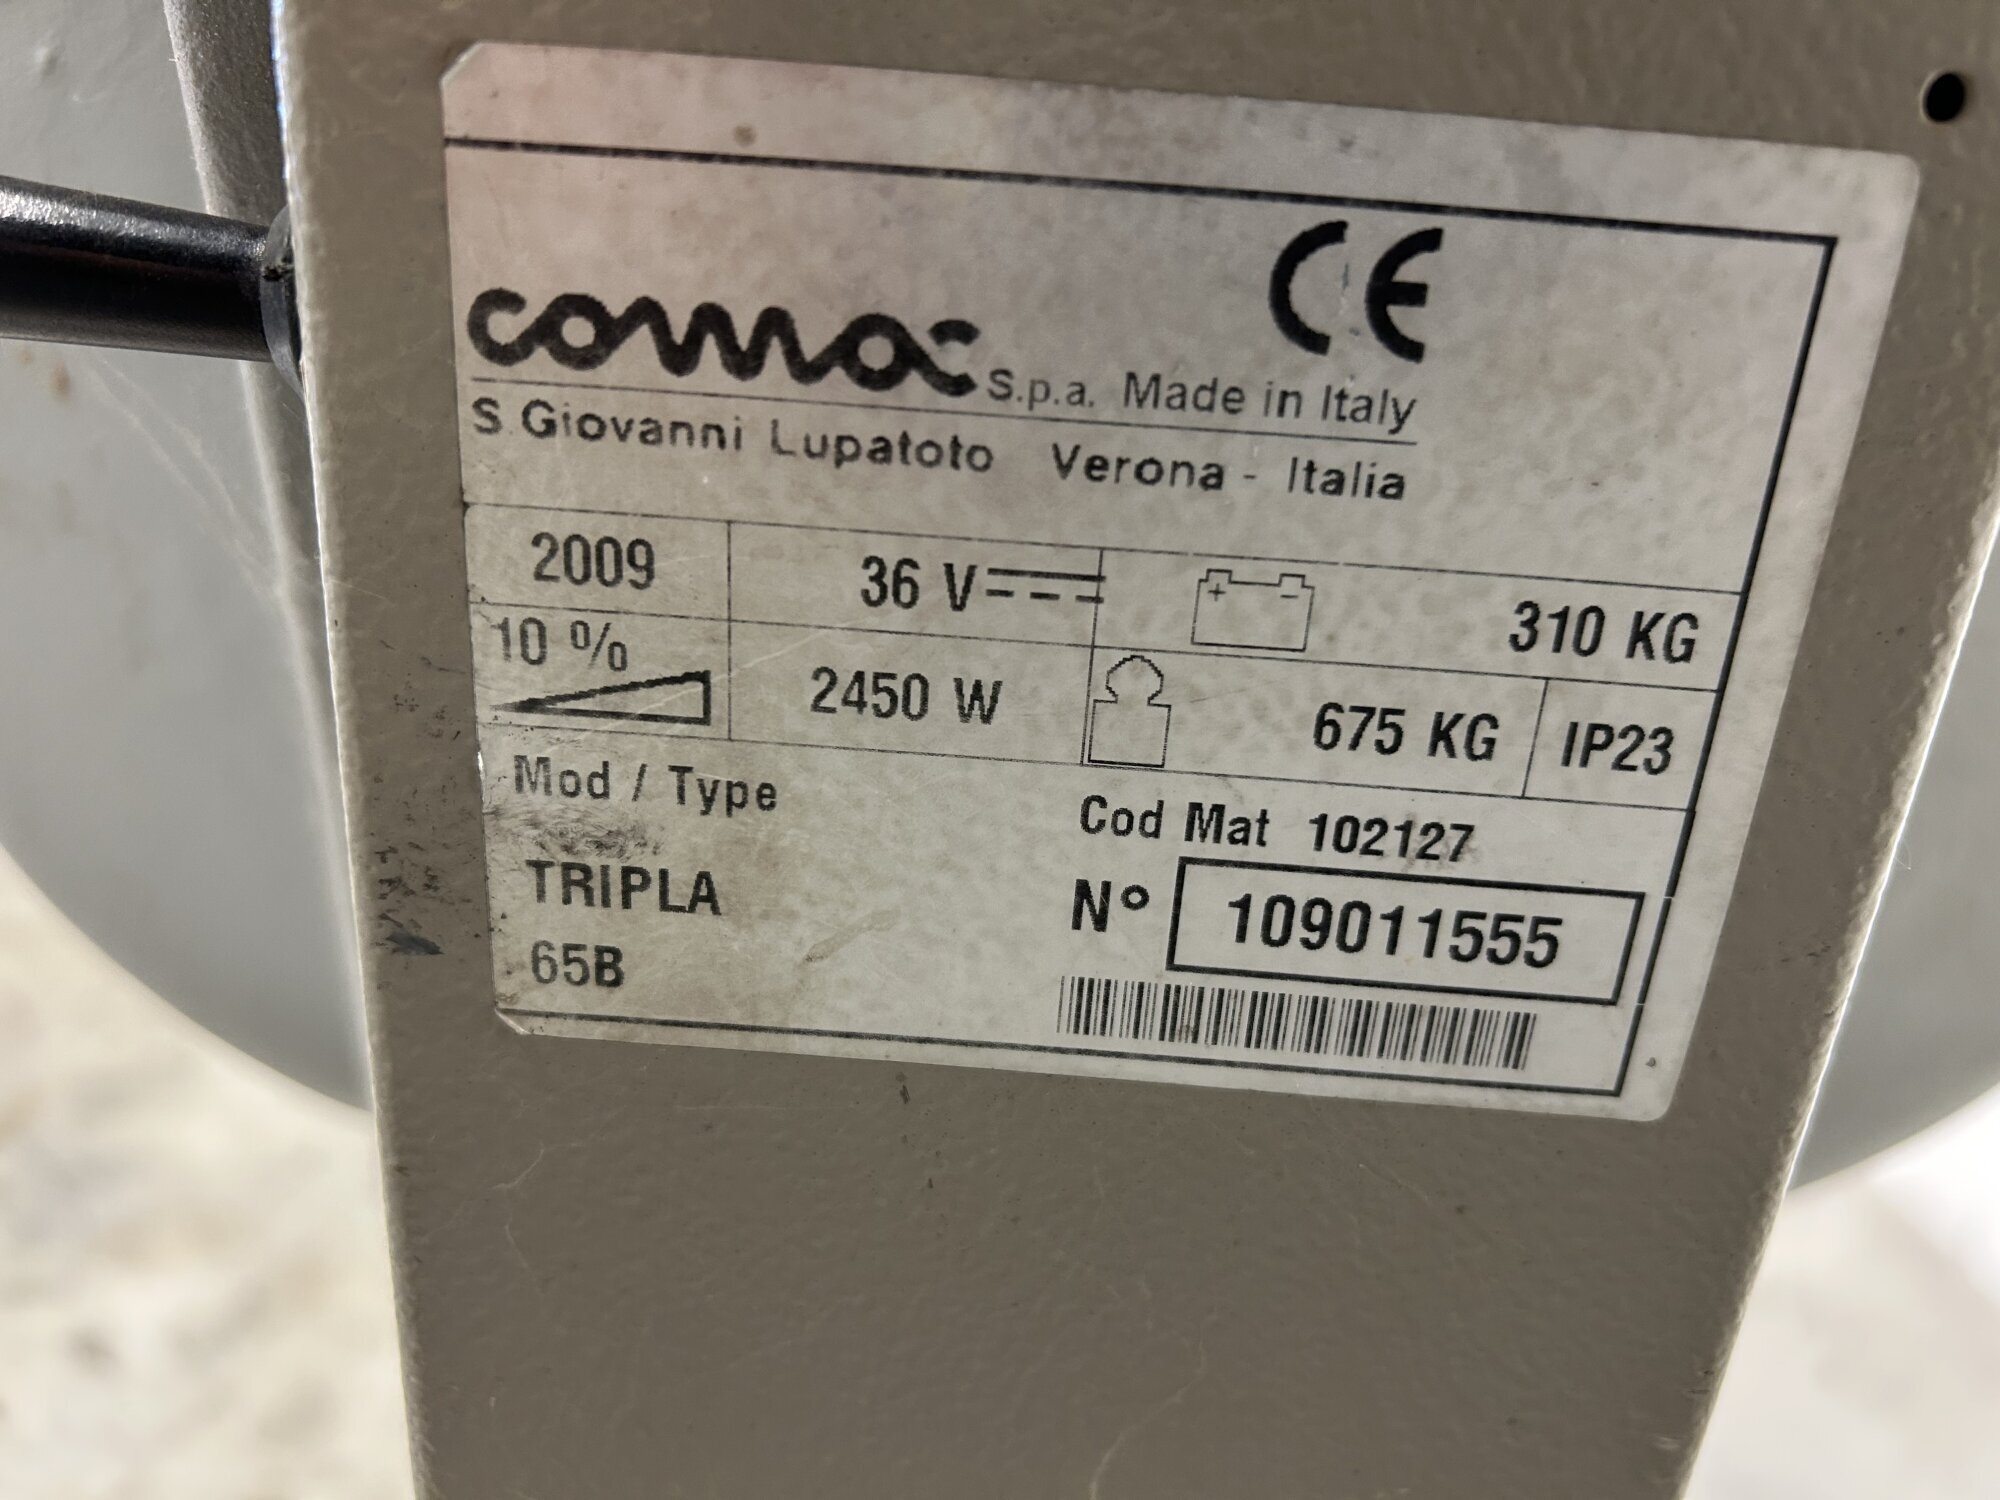 CE
comac S.p.a. Made in Italy
S.Giovanni Lupatoto Verona - Italia
2009 36 V + - 310 KG
10 % 2450 W 675 KG IP23
Mod / Type
Cod Mat 102127
TRIPLA
N° 109011555
65B